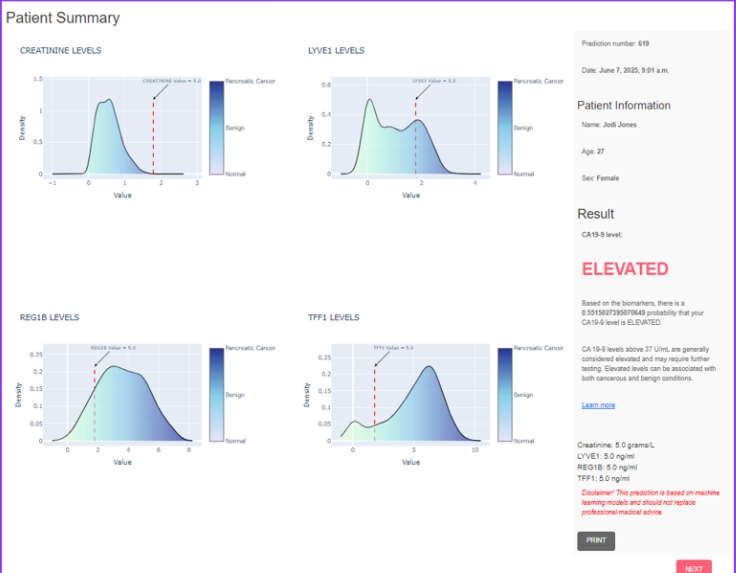 Patient Summary
CREATININE LEVELS
CREATININE Value = 5.0
1.5
1
0.5
0
Density
−1
0
1
2
3
Value
Pancreatic Cancer
Benign
Normal
LYVE1 LEVELS
LYVE1 Value = 5.0
0.6
0.4
0.2
0
Density
0
2
4
Value
Pancreatic Cancer
Benign
Normal
REG1B LEVELS
REG1B Value = 5.0
0.25
0.2
0.15
0.1
0.05
0
Density
0
2
4
6
8
Value
Pancreatic Cancer
Benign
Normal
TFF1 LEVELS
TFF1 Value = 5.0
0.25
0.2
0.15
0.1
0.05
0
Density
0
5
10
Value
Pancreatic Cancer
Benign
Normal
Prediction number: 619
Date: June 7, 2025, 9:01 a.m.
Patient Information
Name: Jodi Jones
Age: 27
Sex: Female
Result
CA19-9 level:
ELEVATED
Based on the biomarkers, there is a
0.5515027395070649 probability that your
CA19-9 level is ELEVATED.
CA 19-9 levels above 37 U/mL are generally
considered elevated and may require further
testing. Elevated levels can be associated with
both cancerous and benign conditions.
Learn more
Creatinine: 5.0 grams/L
LYVE1: 5.0 ng/ml
REG1B: 5.0 ng/ml
TFF1: 5.0 ng/ml
Disclaimer! This prediction is based on machine
learning models and should not replace
professional medical advice.
PRINT
NEXT